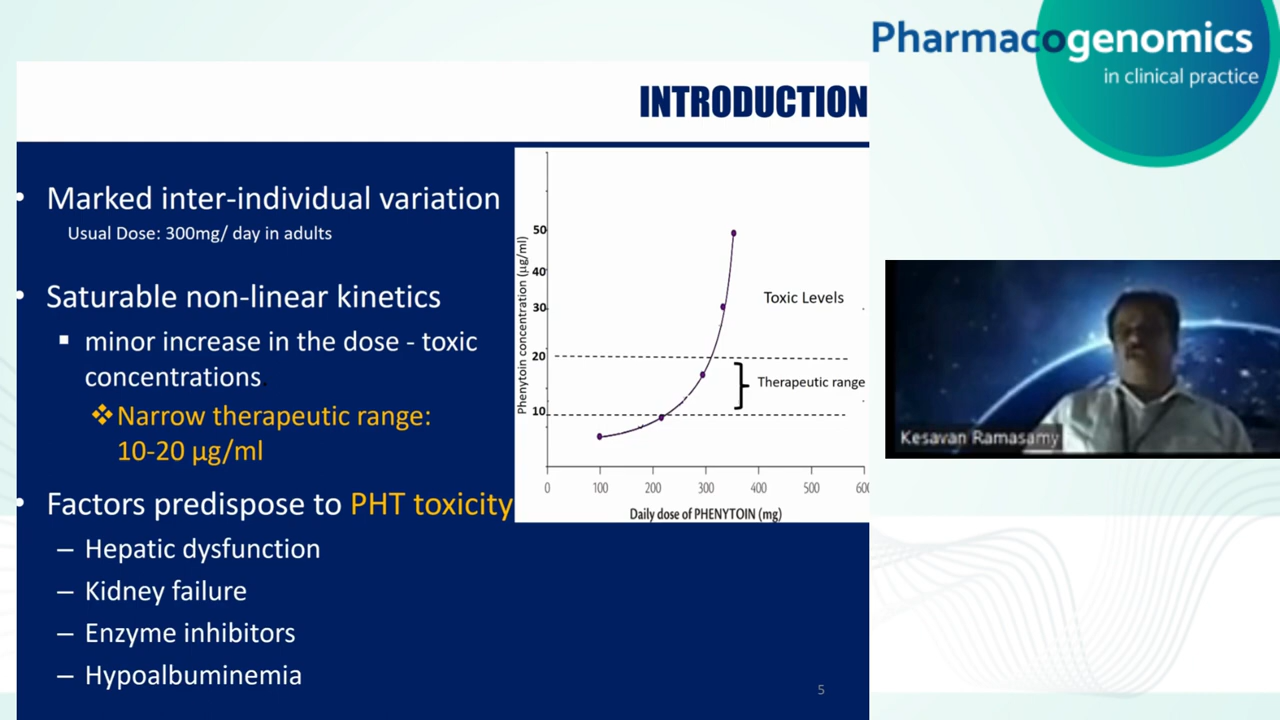 Pharmacogenomics
in clinical practice
INTRODUCTION
• Marked inter-individual variation
Usual Dose: 300mg/ day in adults
• Saturable non-linear kinetics
▪ minor increase in the dose - toxic
concentrations
❖Narrow therapeutic range:
10-20 µg/ml
• Factors predispose to PHT toxicity
– Hepatic dysfunction
– Kidney failure
– Enzyme inhibitors
– Hypoalbuminemia
Phenytoin concentration (µg/ml)
50
40
30
20
10
Toxic Levels
Therapeutic range
0 100 200 300 400 500 600
Daily dose of PHENYTOIN (mg)
5
Kesavan Ramasamy